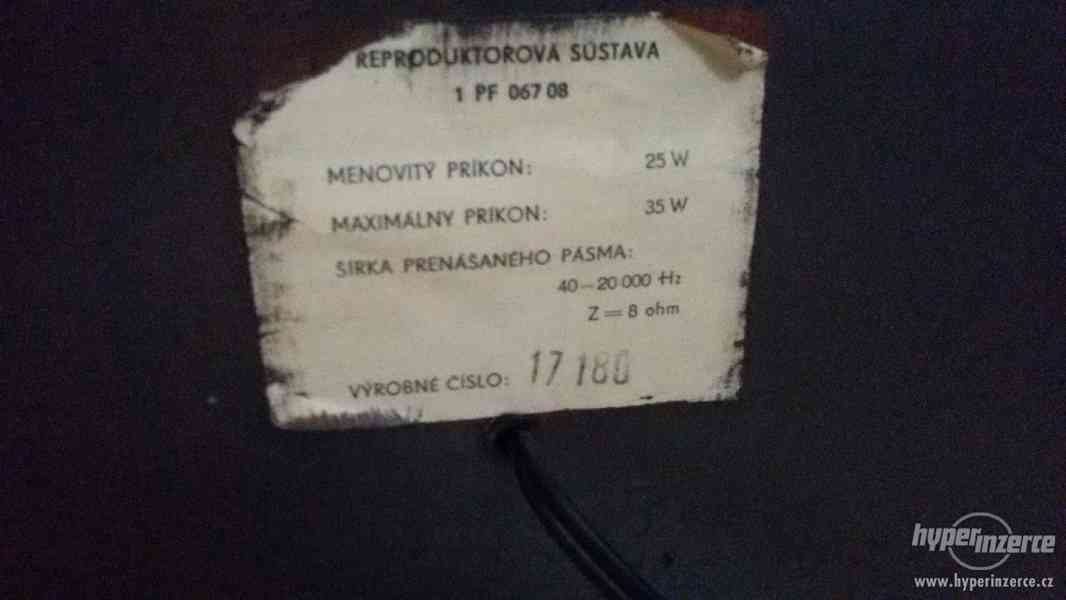 REPRODUKTOROVÁ SÚSTAVA
1 PF 067 08
MENOVITÝ PRÍKON: 25 W
MAXIMÁLNY PRÍKON: 35 W
ŠÍRKA PRENÁŠANÉHO PÁSMA:
40—20 000 Hz
Z = 8 ohm
VÝROBNÉ ČÍSLO: 17 180
hyperinzerce
www.hyperinzerce.cz